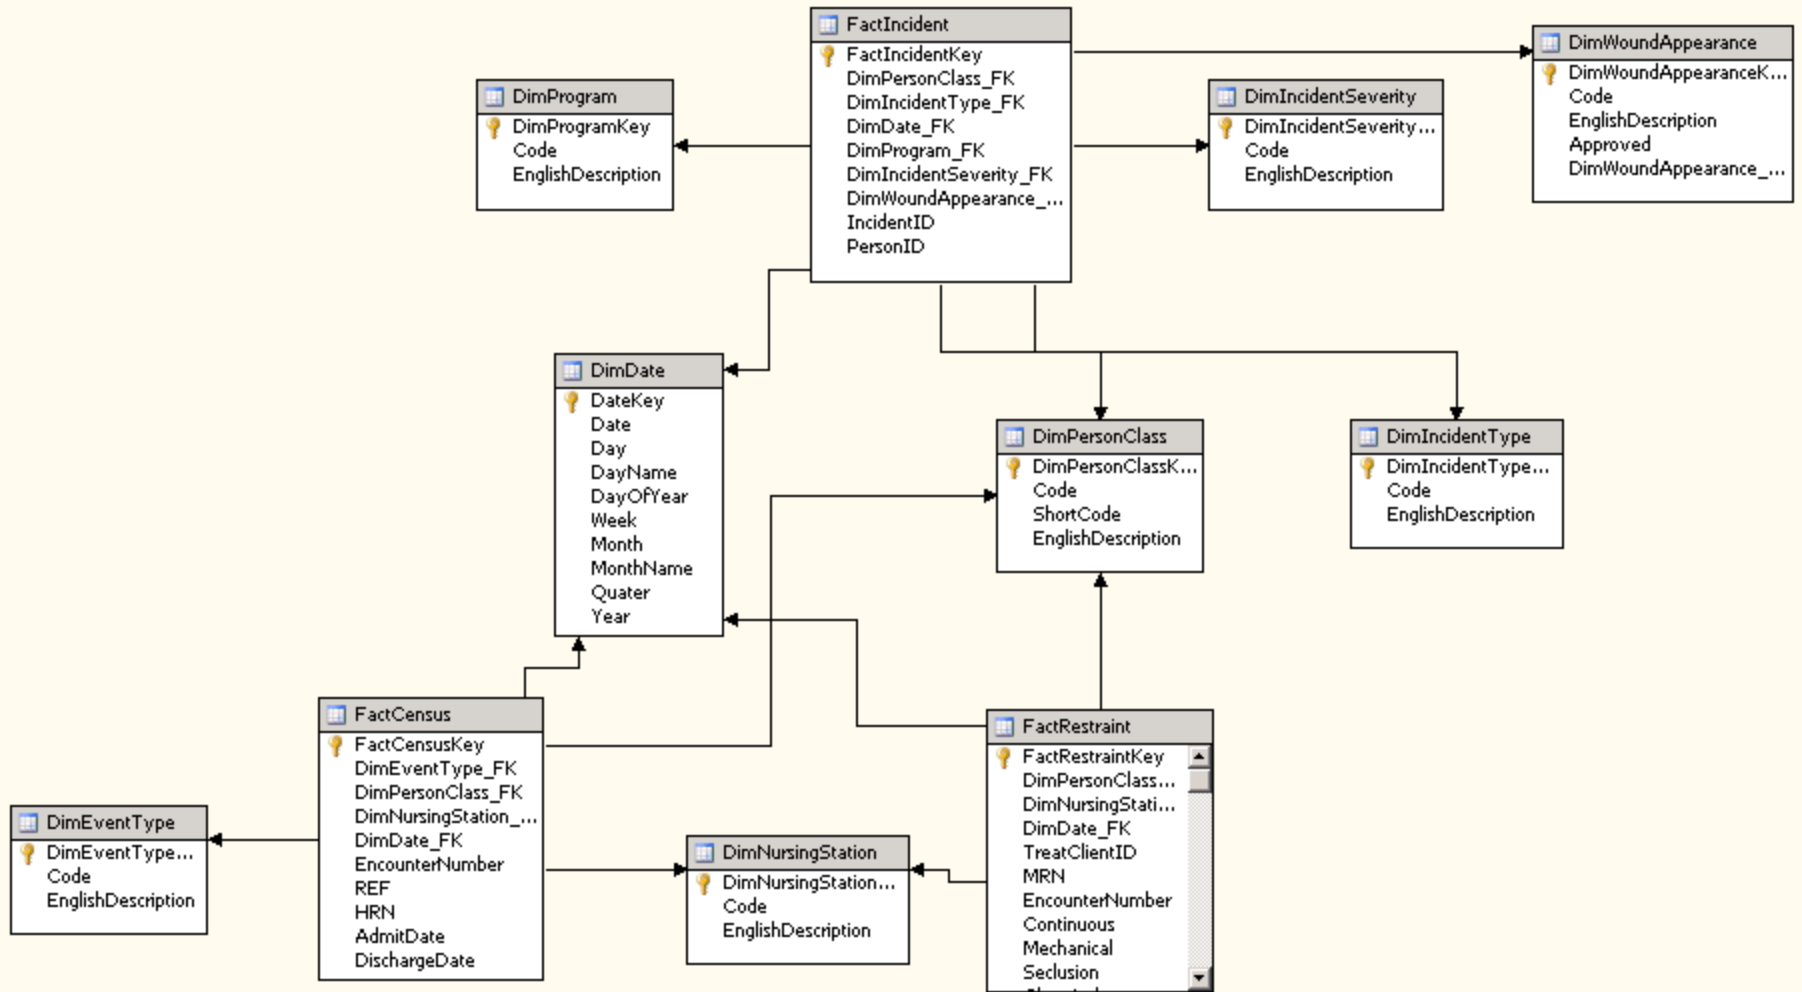 FactIncident
FactIncidentKey
DimPersonClass_FK
DimIncidentType_FK
DimDate_FK
DimProgram_FK
DimIncidentSeverity_FK
DimWoundAppearance_...
IncidentID
PersonID
DimWoundAppearance
DimWoundAppearanceK...
Code
EnglishDescription
Approved
DimWoundAppearance_...
DimProgram
DimProgramKey
Code
EnglishDescription
DimIncidentSeverity
DimIncidentSeverity...
Code
EnglishDescription
DimDate
DateKey
Date
Day
DayName
DayOfYear
Week
Month
MonthName
Quater
Year
DimPersonClass
DimPersonClassK...
Code
ShortCode
EnglishDescription
DimIncidentType
DimIncidentType...
Code
EnglishDescription
FactCensus
FactCensusKey
DimEventType_FK
DimPersonClass_FK
DimNursingStation_...
DimDate_FK
EncounterNumber
REF
HRN
AdmitDate
DischargeDate
FactRestraint
FactRestraintKey
DimPersonClass...
DimNursingStati...
DimDate_FK
TreatClientID
MRN
EncounterNumber
Continuous
Mechanical
Seclusion
DimEventType
DimEventType...
Code
EnglishDescription
DimNursingStation
DimNursingStation...
Code
EnglishDescription